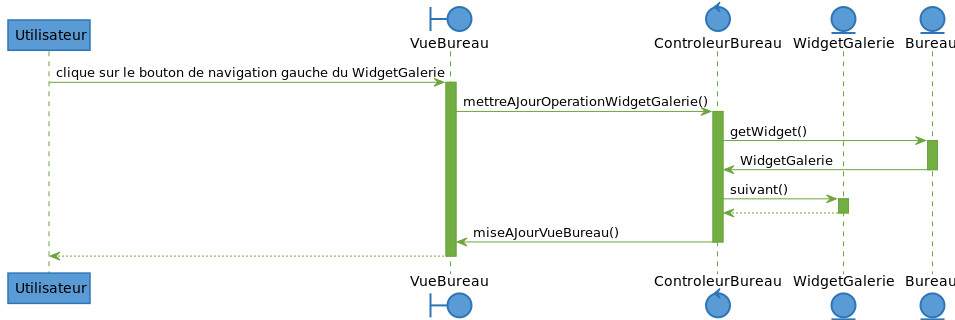 Utilisateur
VueBureau
ControleurBureau
WidgetGalerie
Bureau
clique sur le bouton de navigation gauche du WidgetGalerie
mettreAJourOperationWidgetGalerie()
getWidget()
WidgetGalerie
suivant()
miseAJourVueBureau()
Utilisateur
VueBureau
ControleurBureau
WidgetGalerie
Bureau